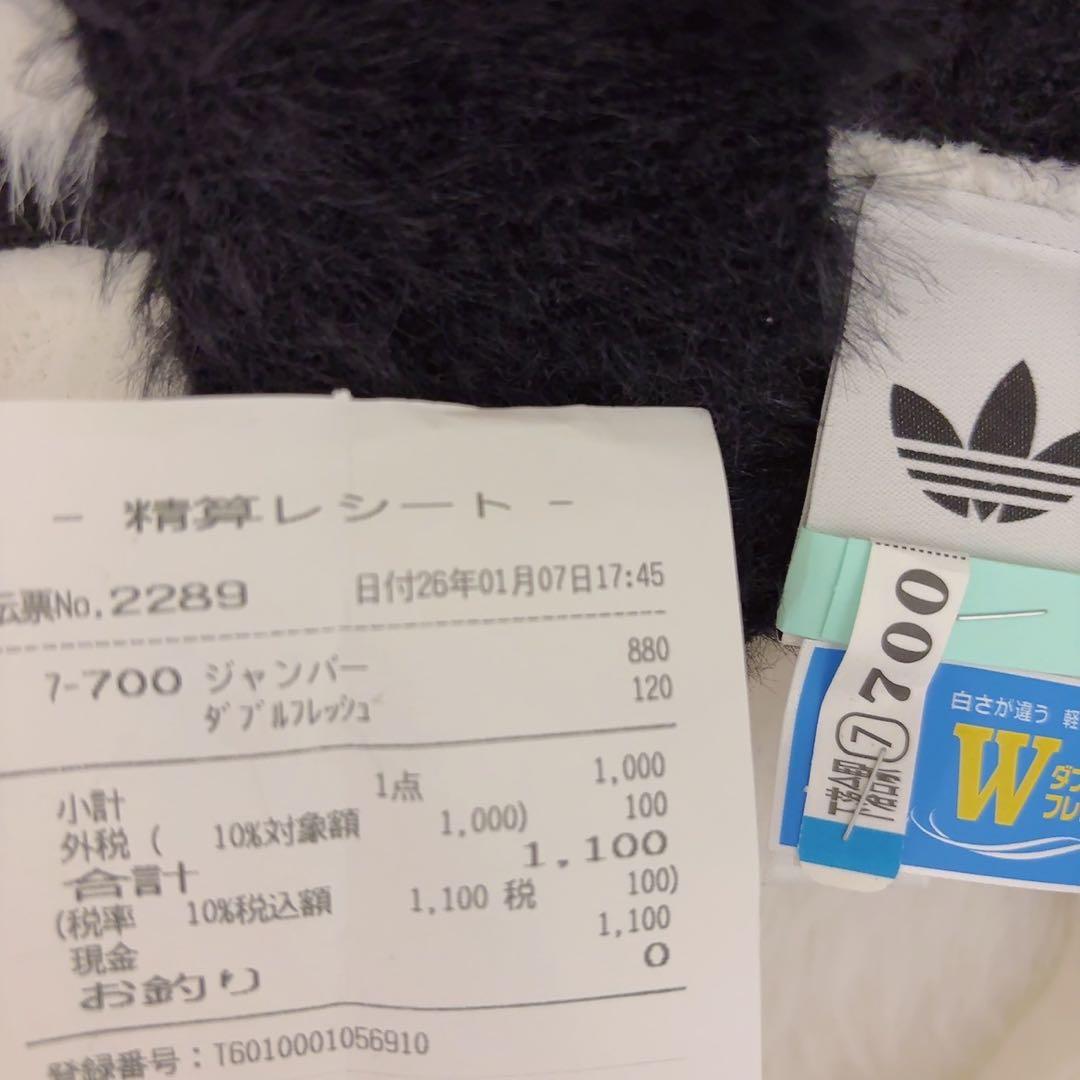 - 精算レシート -
伝票No.2289 日付26年01月07日17:45
7-700 ジャンパー 880
ダブルフレッシュ 120
小計 1点 1,000
外税 ( 10%対象額 1,000) 100
合計 1,100
(税率 10%税込額 1,100 税 100)
現金 1,100
お釣り 0
登録番号:T6010001056910
7 700
白さが違う 軽
W